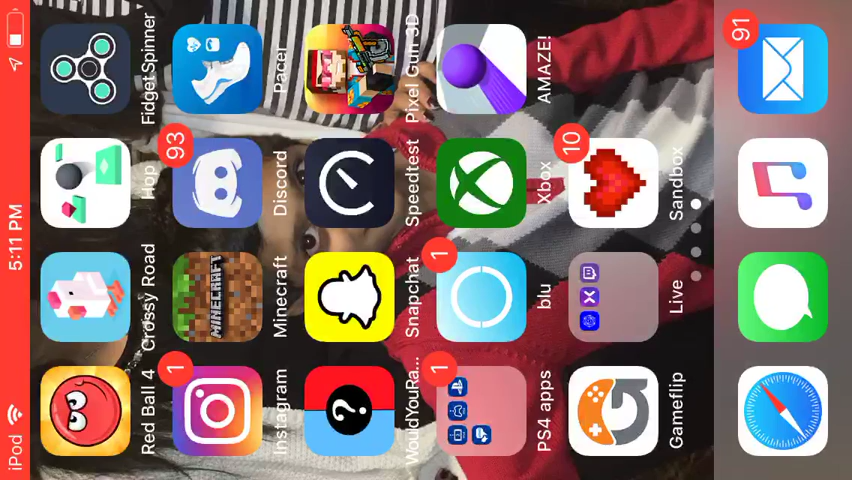 iPod 5:11 PM
Red Ball 4 Crossy Road Hop Fidget Spinner
1 93
MINECRAFT
Instagram Minecraft Discord Pacer
?
WouldYouRa... Snapchat Speedtest Pixel Gun 3D
1 1
PS4 apps blu Xbox AMAZE!
10
Gameflip Live Sandbox
91